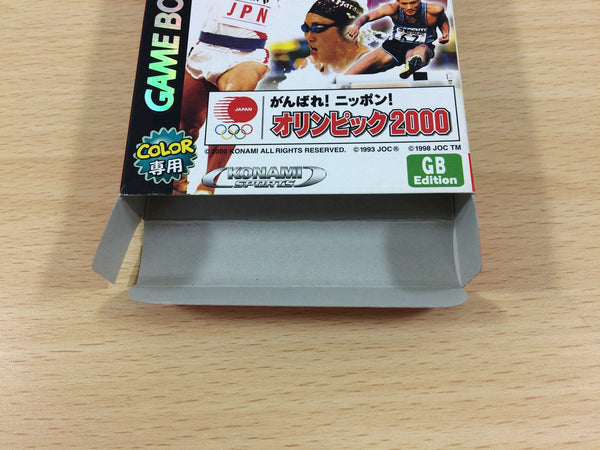 GAME BO
JPN
JAPAN
がんばれ!ニッポン!
オリンピック2000
©2000 KONAMI ALL RIGHTS RESERVED. ©1993 JOC® ©1998 JOC TM
COLOR
専用
KONAMI
SPORTS
GB
Edition